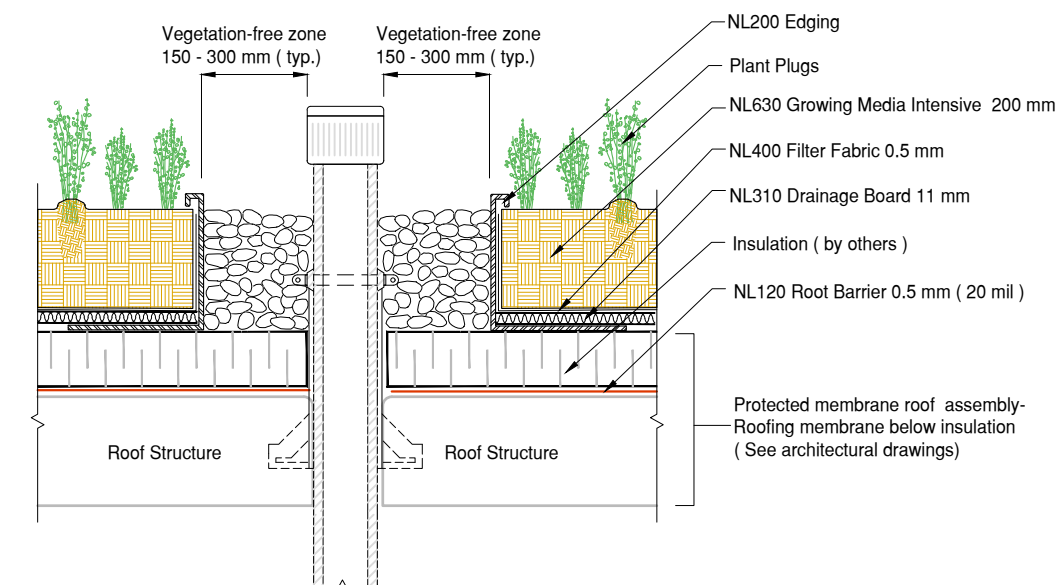 Vegetation-free zone
150 - 300 mm ( typ.)
Vegetation-free zone
150 - 300 mm ( typ.)
NL200 Edging
Plant Plugs
NL630 Growing Media Intensive  200 mm
NL400 Filter Fabric 0.5 mm
NL310 Drainage Board 11 mm
Insulation ( by others )
NL120 Root Barrier 0.5 mm ( 20 mil )
Protected membrane roof  assembly-
Roofing membrane below insulation
( See architectural drawings)
Roof Structure
Roof Structure